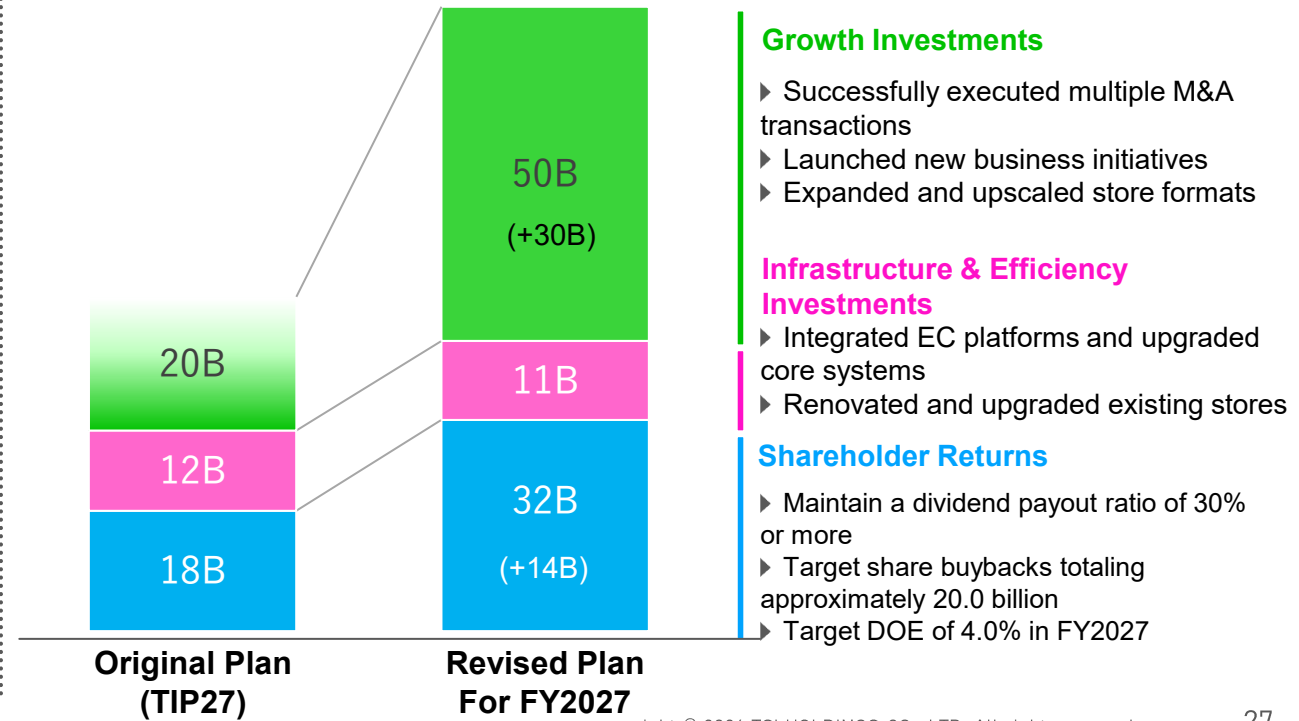 50B
(+30B)
11B
32B
(+14B)
20B
12B
18B
Original Plan
(TIP27)
Revised Plan
For FY2027
Growth Investments
▶ Successfully executed multiple M&A
transactions
▶ Launched new business initiatives
▶ Expanded and upscaled store formats
Infrastructure & Efficiency
Investments
▶ Integrated EC platforms and upgraded
core systems
▶ Renovated and upgraded existing stores
Shareholder Returns
▶ Maintain a dividend payout ratio of 30%
or more
▶ Target share buybacks totaling
approximately 20.0 billion
▶ Target DOE of 4.0% in FY2027
27